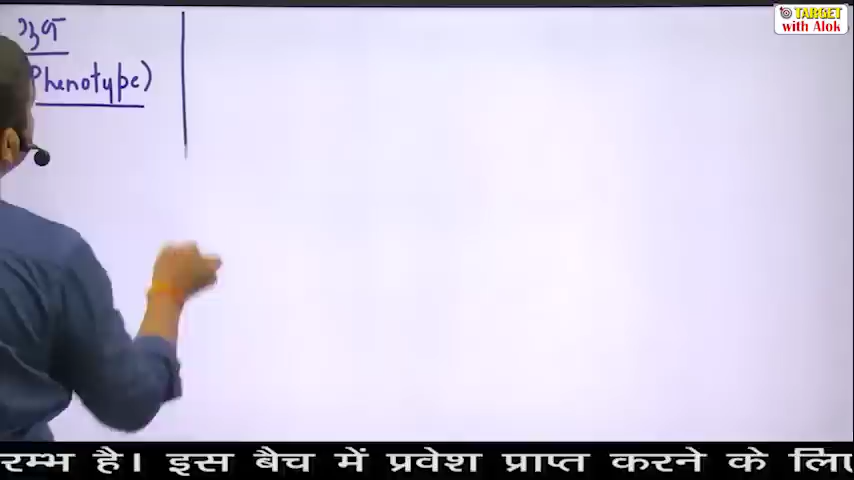 (Phenotype)
TARGET
with Alok
रम्भ है। इस बैच में प्रवेश प्राप्त करने के लिए